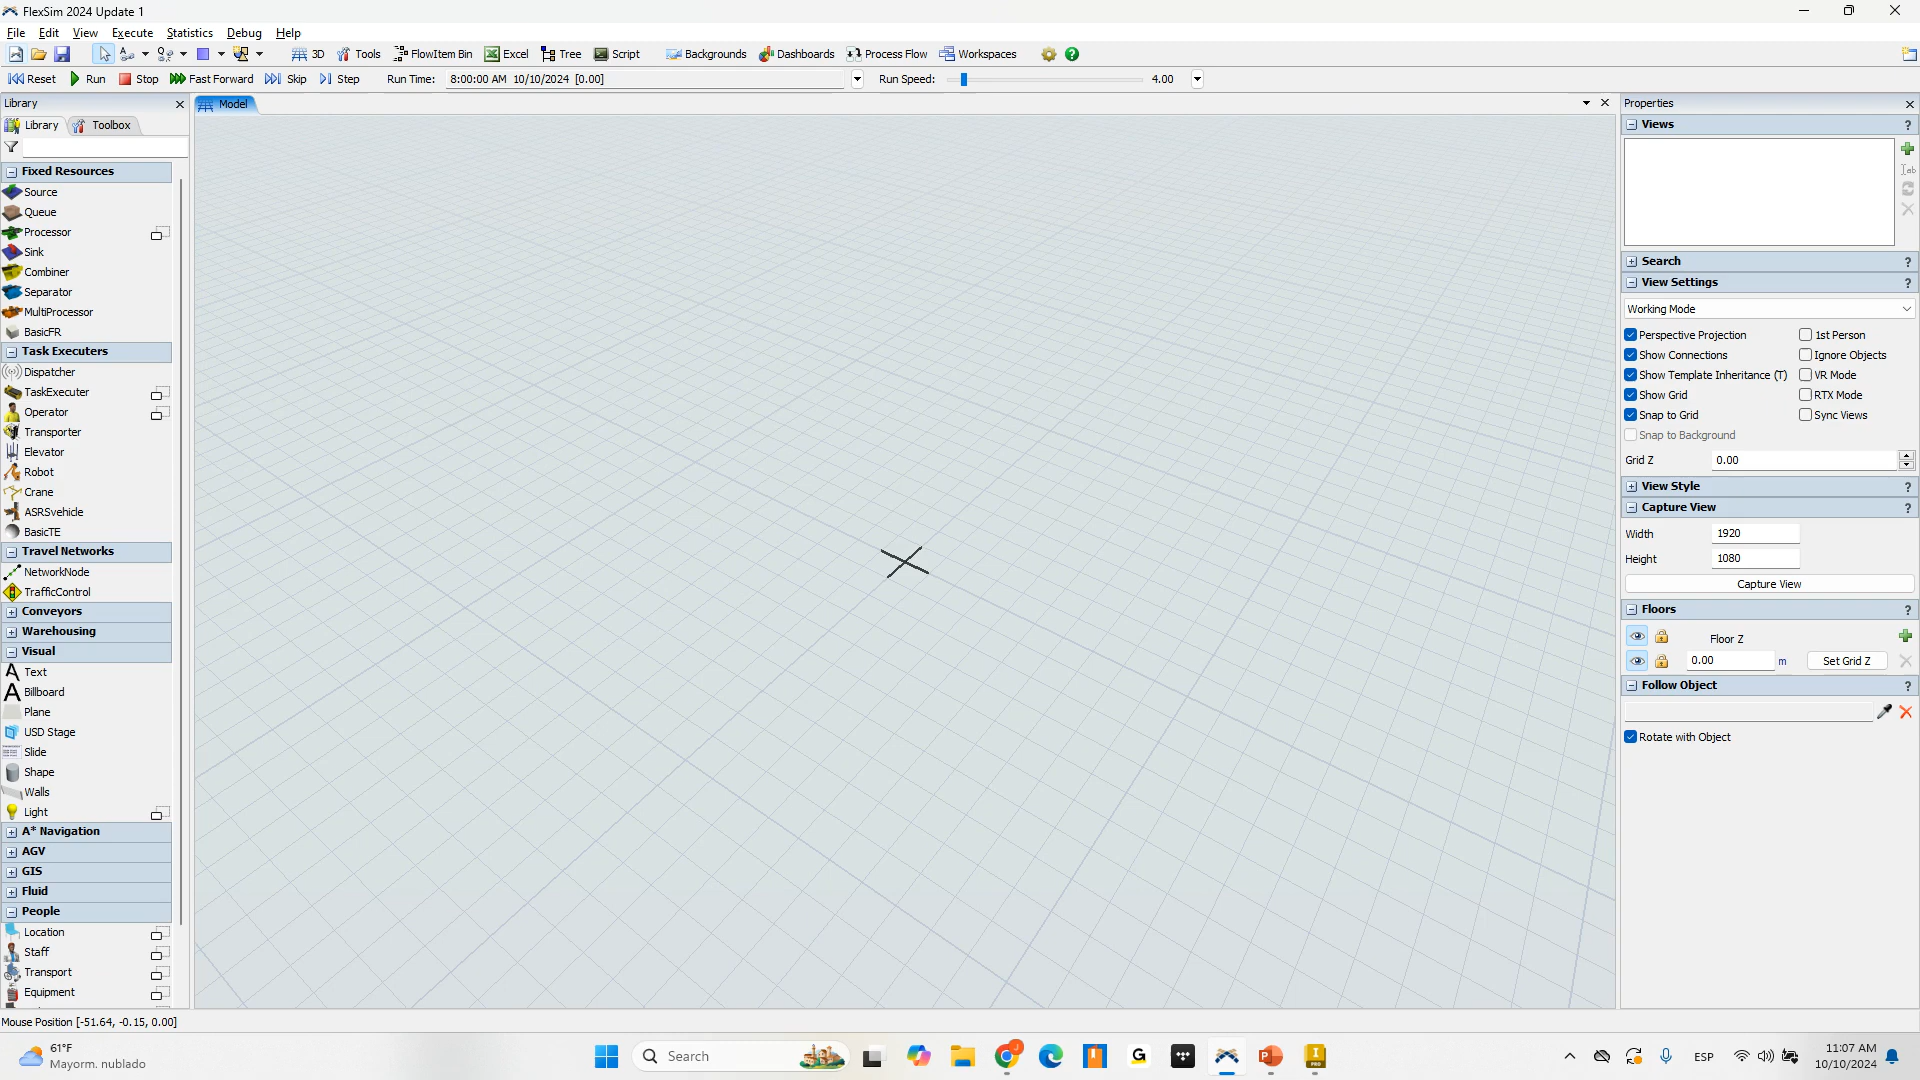 FlexSim 2024 Update 1
File Edit View Execute Statistics Debug Help
3D Tools FlowItem Bin Excel Tree Script Backgrounds Dashboards Process Flow Workspaces
Reset Run Stop Fast Forward Skip Step Run Time: 8:00:00 AM 10/10/2024 [0.00] Run Speed: 4.00
Library
Library Toolbox
Fixed Resources
Source
Queue
Processor
Sink
Combiner
Separator
MultiProcessor
BasicFR
Task Executers
Dispatcher
TaskExecuter
Operator
Transporter
Elevator
Robot
Crane
ASRSvehicle
BasicTE
Travel Networks
NetworkNode
TrafficControl
Conveyors
Warehousing
Visual
Text
Billboard
Plane
USD Stage
Slide
Shape
Walls
Light
A* Navigation
AGV
GIS
Fluid
People
Location
Staff
Transport
Equipment
Model
Properties
Views
Search
View Settings
Working Mode
Perspective Projection 1st Person
Show Connections Ignore Objects
Show Template Inheritance (T) VR Mode
Show Grid RTX Mode
Snap to Grid Sync Views
Snap to Background
Grid Z 0.00
View Style
Capture View
Width 1920
Height 1080
Capture View
Floors
Floor Z
0.00 m Set Grid Z
Follow Object
Rotate with Object
Mouse Position [-51.64, -0.15, 0.00]
61°F
Mayorm. nublado
Search
ESP
11:07 AM
10/10/2024